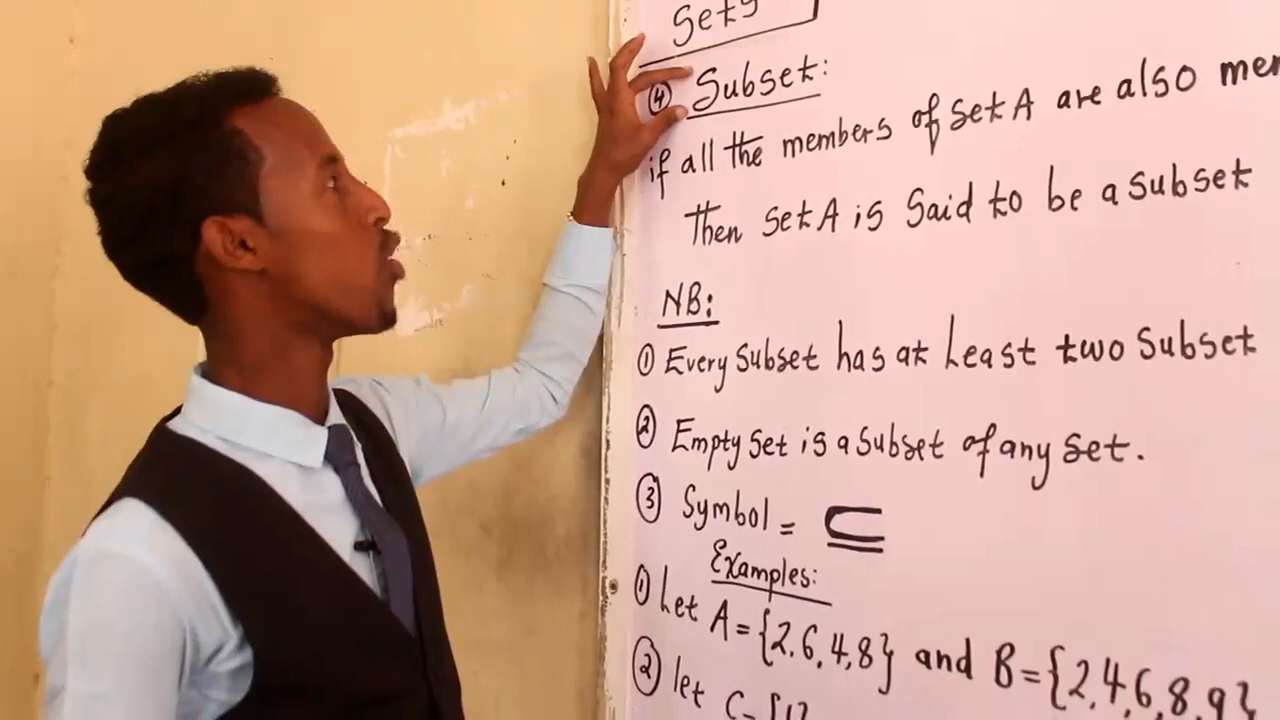 Sets
④ Subset:
if all the members of set A are also
Then set A is Said to be a subset
NB:
① Every subset has at Least two subset
② Empty set is a subset of any set.
③ Symbol = ⊆
Examples:
① Let A = {2,6,4,8} and B = {2,4,6,8,9}
② let C = {1}